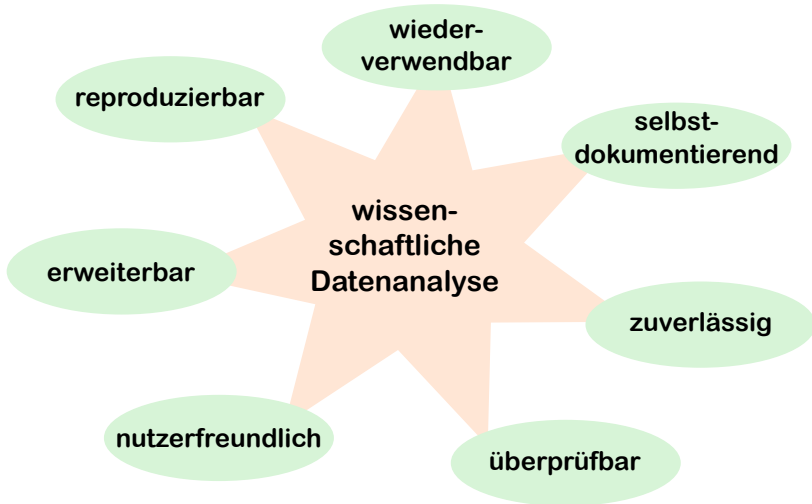 wieder-
verwendbar
reproduzierbar
selbst-
dokumentierend
wissen-
schaftliche
Datenanalyse
erweiterbar
zuverlässig
nutzerfreundlich
überprüfbar